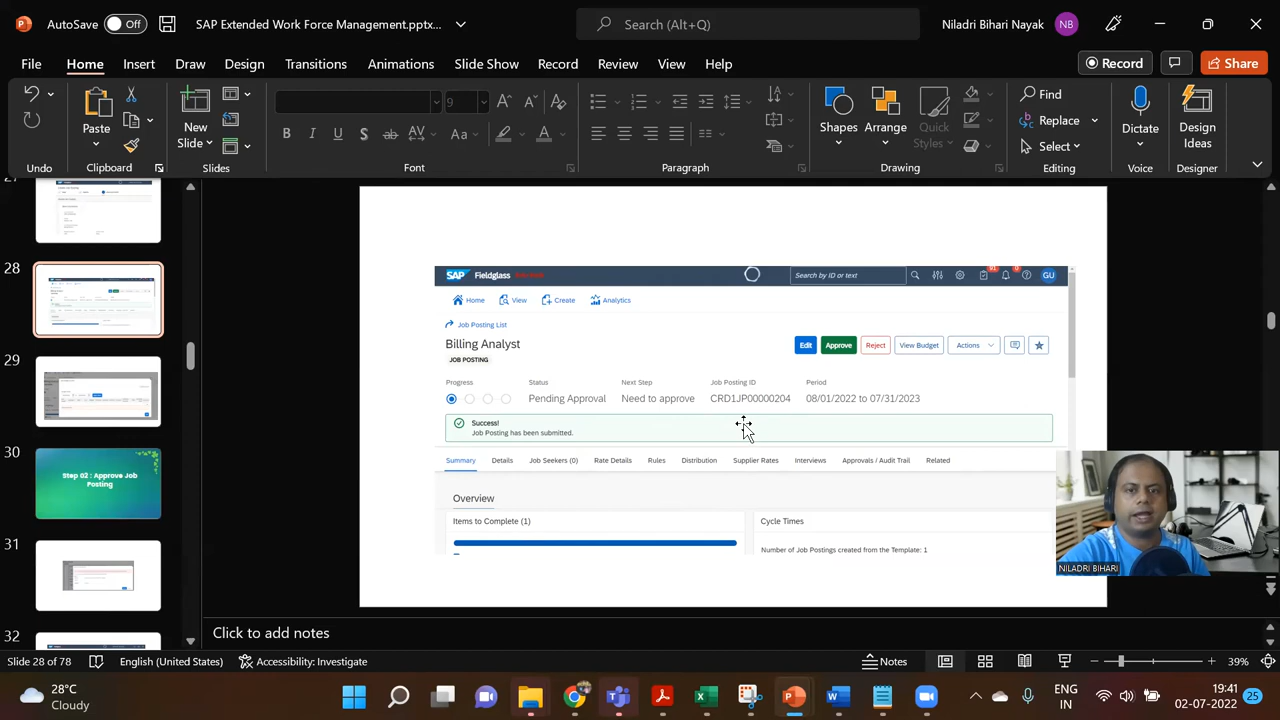 AutoSave Off SAP Extended Work Force Management.pptx... Search (Alt+Q) Niladri Bihari Nayak NB
File Home Insert Draw Design Transitions Animations Slide Show Record Review View Help Record Share
9
Paste New Slide Aa Shapes Arrange Quick Styles Find Replace Select Dictate Design Ideas
Undo Clipboard Slides Font Paragraph Drawing Editing Voice Designer
27
28
29
30
Step 02 : Approve Job
Posting
31
32
SAP Fieldglass Search by ID or text 91 0 GU
Home View Create Analytics
Job Posting List
Billing Analyst Edit Approve Reject View Budget Actions
JOB POSTING
Progress Status Next Step Job Posting ID Period
Pending Approval Need to approve CRD1JP00000204 08/01/2022 to 07/31/2023
Success!
Job Posting has been submitted.
Summary Details Job Seekers (0) Rate Details Rules Distribution Supplier Rates Interviews Approvals / Audit Trail Related
Overview
Items to Complete (1) Cycle Times
Number of Job Postings created from the Template: 1
NILADRI BIHARI
Click to add notes
Slide 28 of 78 English (United States) Accessibility: Investigate Notes 39%
28°C
Cloudy
ENG
IN
19:41
02-07-2022
25